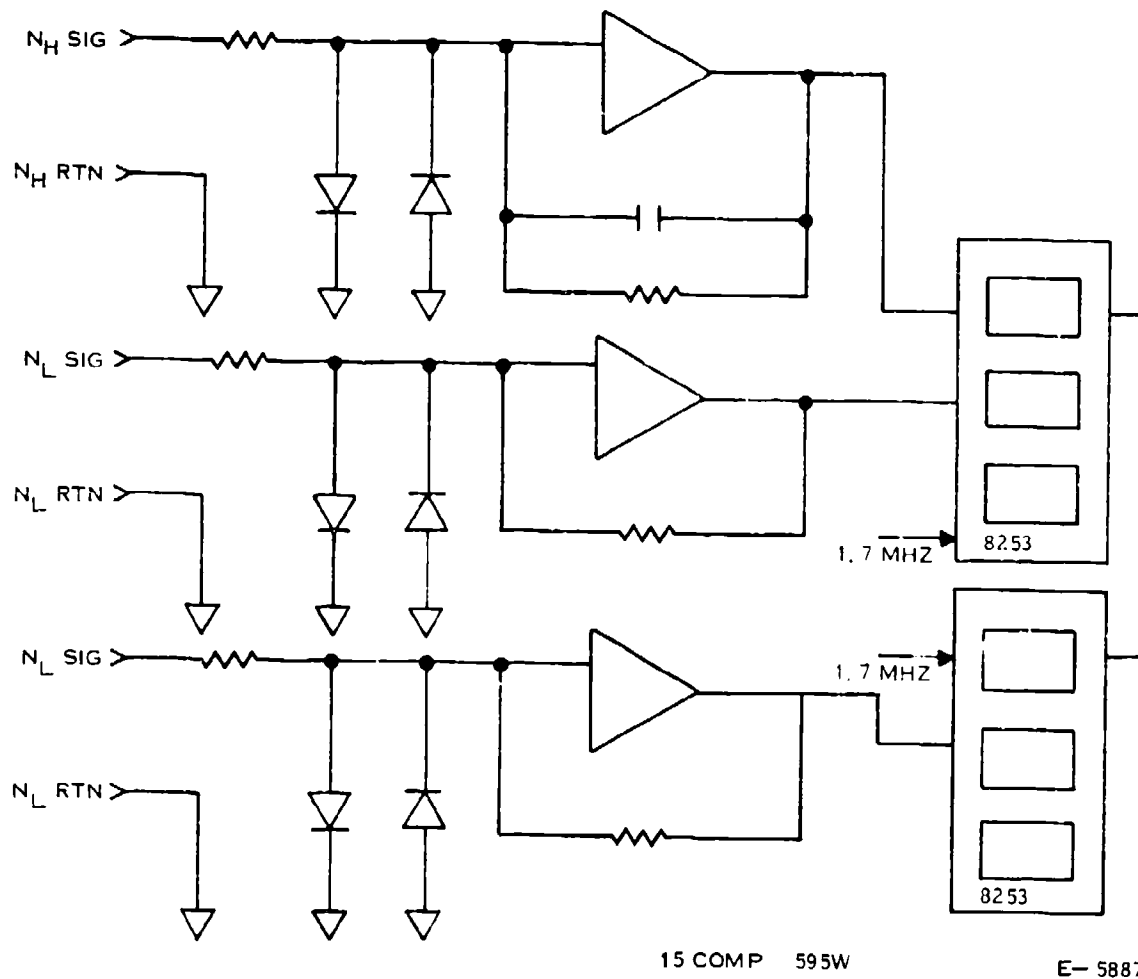 N_H SIG
N_H RTN
N_L SIG
N_L RTN
1.7 MHZ
8253
N_L SIG
1.7 MHZ
N_L RTN
8253
15 COMP 595W
E- 5887